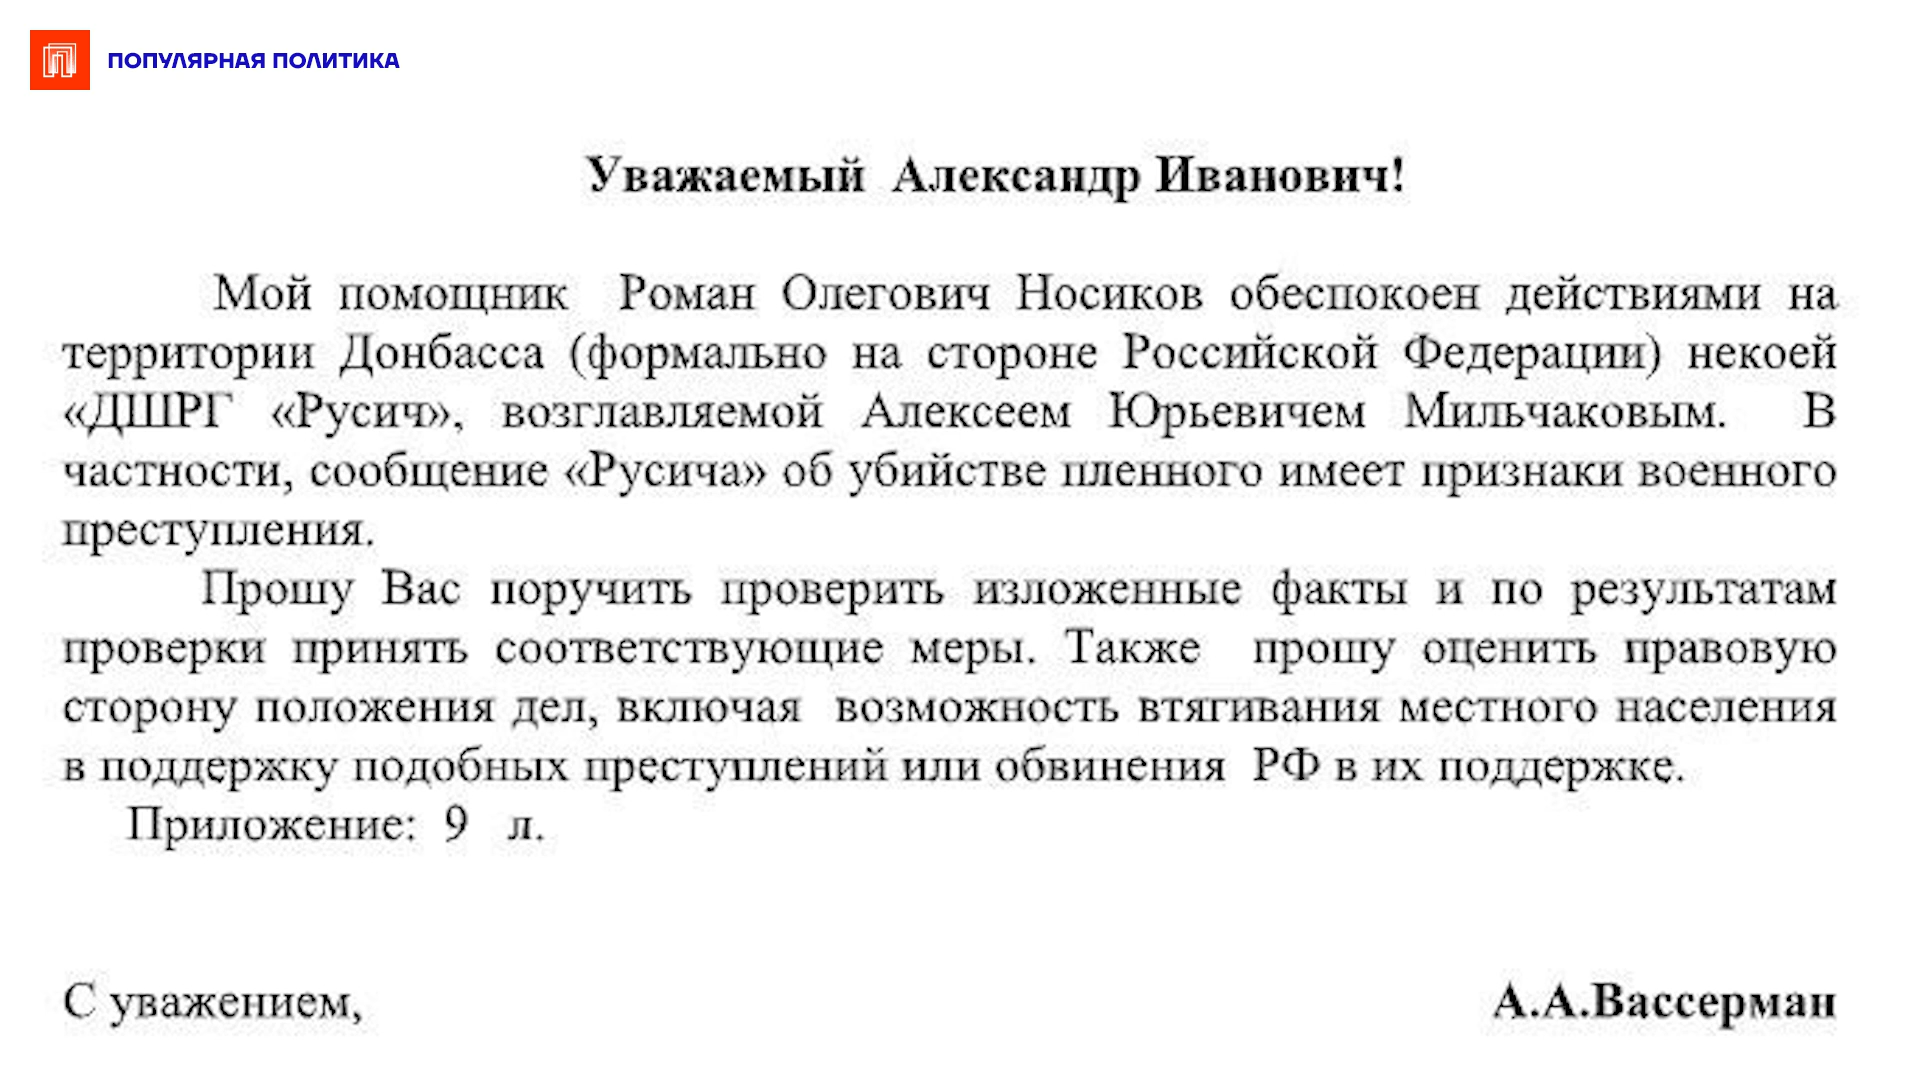 ПОПУЛЯРНАЯ ПОЛИТИКА
Уважаемый Александр Иванович!
Мой помощник Роман Олегович Носиков обеспокоен действиями на
территории Донбасса (формально на стороне Российской Федерации) некоей
«ДШРГ «Русич», возглавляемой Алексеем Юрьевичем Мильчаковым. В
частности, сообщение «Русича» об убийстве пленного имеет признаки военного
преступления.
Прошу Вас поручить проверить изложенные факты и по результатам
проверки принять соответствующие меры. Также прошу оценить правовую
сторону положения дел, включая возможность втягивания местного населения
в поддержку подобных преступлений или обвинения РФ в их поддержке.
Приложение: 9 л.
С уважением, А.А.Вассерман